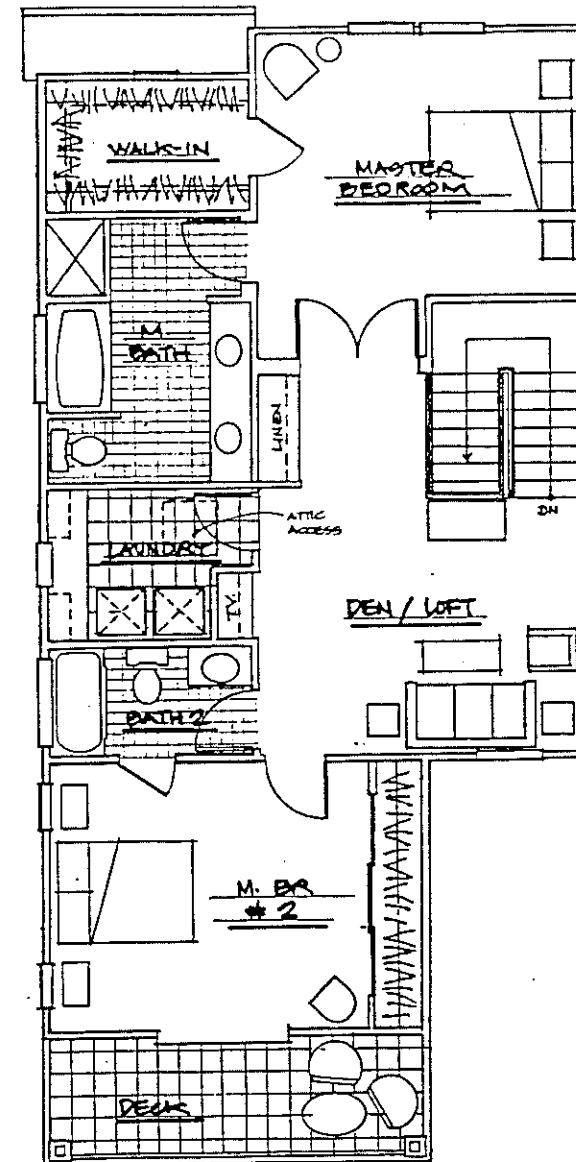 WALK-IN
MASTER
BEDROOM
M.
BATH
LINEN
ATTIC
ACCESS
LAUNDRY
DN
T.V.
DEN / LOFT
BATH 2
M. BR
# 2
DECK